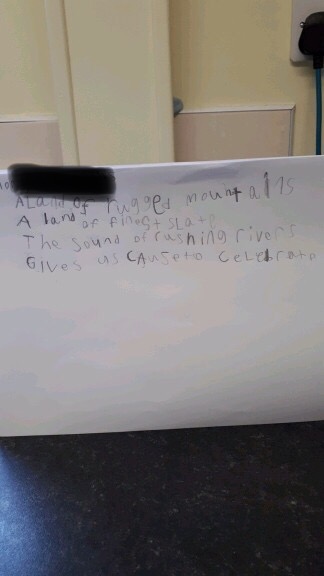 A Land of rugged mountains
A land of finest slate
The sound of rushing rivers
Gives us cause to celebrate